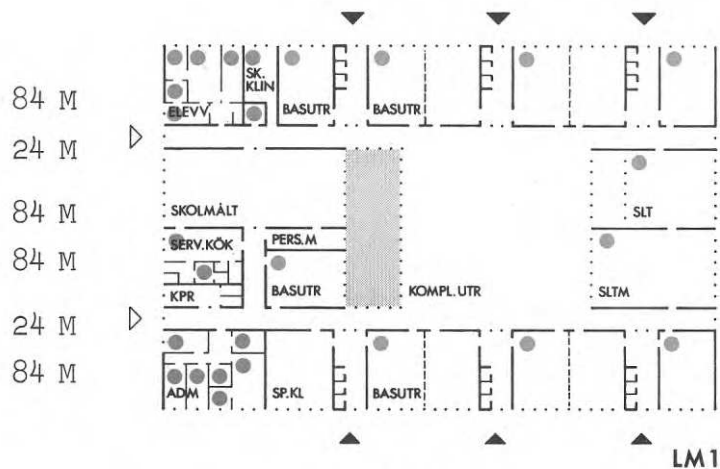 84 M
24 M
84 M
84 M
24 M
84 M
ELEVV
SK.
KLIN
BASUTR
BASUTR
SKOLMÅLT
SLT
SERV.KÖK
PERS.M
KPR
BASUTR
KOMPL.UTR
SLTM
ADM
SP.KL
BASUTR
LM1